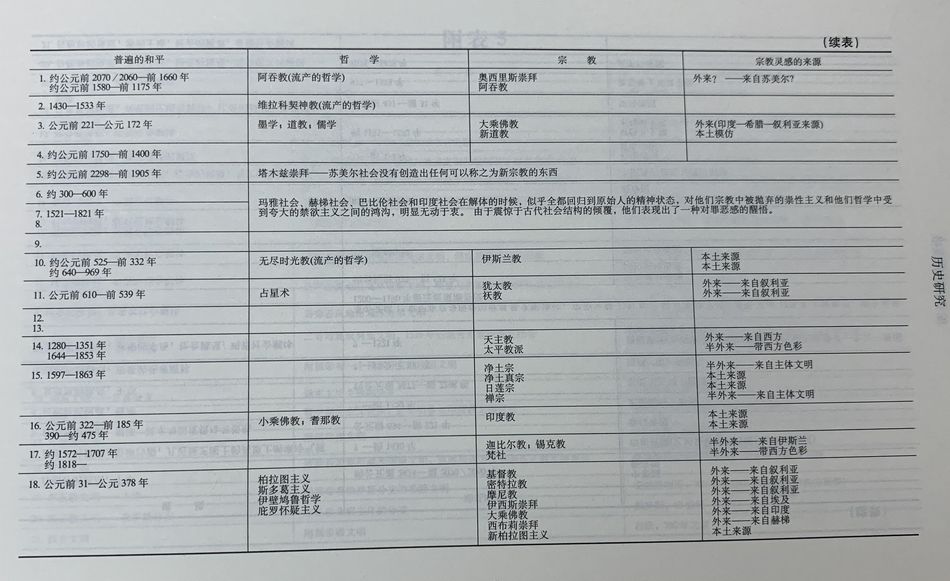 (续表)
普遍的和平 哲学 宗教 宗教灵感的来源
1. 约公元前 2070／2060—前 1660 年 阿吞教(流产的哲学) 奥西里斯崇拜 外来？ ——来自苏美尔？
约公元前 1580—前 1175 年 阿吞教
2. 1430—1533 年 维拉科契神教(流产的哲学)
3. 公元前 221—公元 172 年 墨学；道教；儒学 大乘佛教 外来(印度—希腊—叙利亚来源)
新道教 本土模仿
4. 约公元前 1750—前 1400 年
5. 约公元前 2298—前 1905 年 塔木兹崇拜——苏美尔社会没有创造出任何可以称之为新宗教的东西
6. 约 300—600 年
玛雅社会、赫梯社会、巴比伦社会和印度社会在解体的时候，似乎全都回归到原始人的精神状态，对他们宗教中被抛弃的祟性主义和他们哲学中受
7. 1521—1821 年 到夸大的禁欲主义之间的鸿沟，明显无动于衷。 由于震惊于古代社会结构的倾覆，他们表现出了一种对罪恶感的醒悟。
8.
9.
10. 约公元前 525—前 332 年 无尽时光教(流产的哲学) 伊斯兰教 本土来源
约 640—969 年 本土来源
11. 公元前 610—前 539 年 占星术 犹太教 外来——来自叙利亚
祆教 外来——来自叙利亚
12.
13.
14. 1280—1351 年 天主教 外来——来自西方
1644—1853 年 太平教派 半外来——带西方色彩
15. 1597—1863 年 净土宗 半外来——来自主体文明
净土真宗 本土来源
日莲宗 本土来源
禅宗 半外来——来自主体文明
16. 公元前 322—前 185 年 小乘佛教；耆那教 印度教 本土来源
390—约 475 年 本土来源
17. 约 1572—1707 年 迦比尔教；锡克教 半外来——来自伊斯兰
约 1818— 梵社 半外来——带西方色彩
18. 公元前 31—公元 378 年 柏拉图主义 基督教 外来——来自叙利亚
斯多葛主义 密特拉教 外来——来自叙利亚
伊壁鸠鲁哲学 摩尼教 外来——来自叙利亚
庇罗怀疑主义 伊西斯崇拜 外来——来自埃及
大乘佛教 外来——来自印度
西布莉崇拜 外来——来自赫梯
新柏拉图主义 本土来源
历史研究